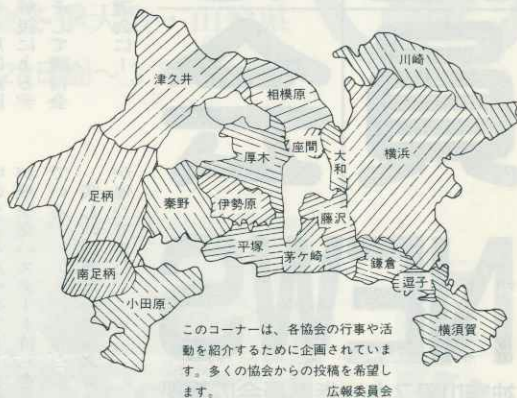 川崎
津久井
相模原
座間
厚木
大和
横浜
足柄
秦野
伊勢原
藤沢
平塚
茅ケ崎
鎌倉
南足柄
逗子
小田原
横須賀
このコーナーは、各協会の行事や活
動を紹介するために企画されていま
す。多くの協会からの投稿を希望し
ます。 広報委員会